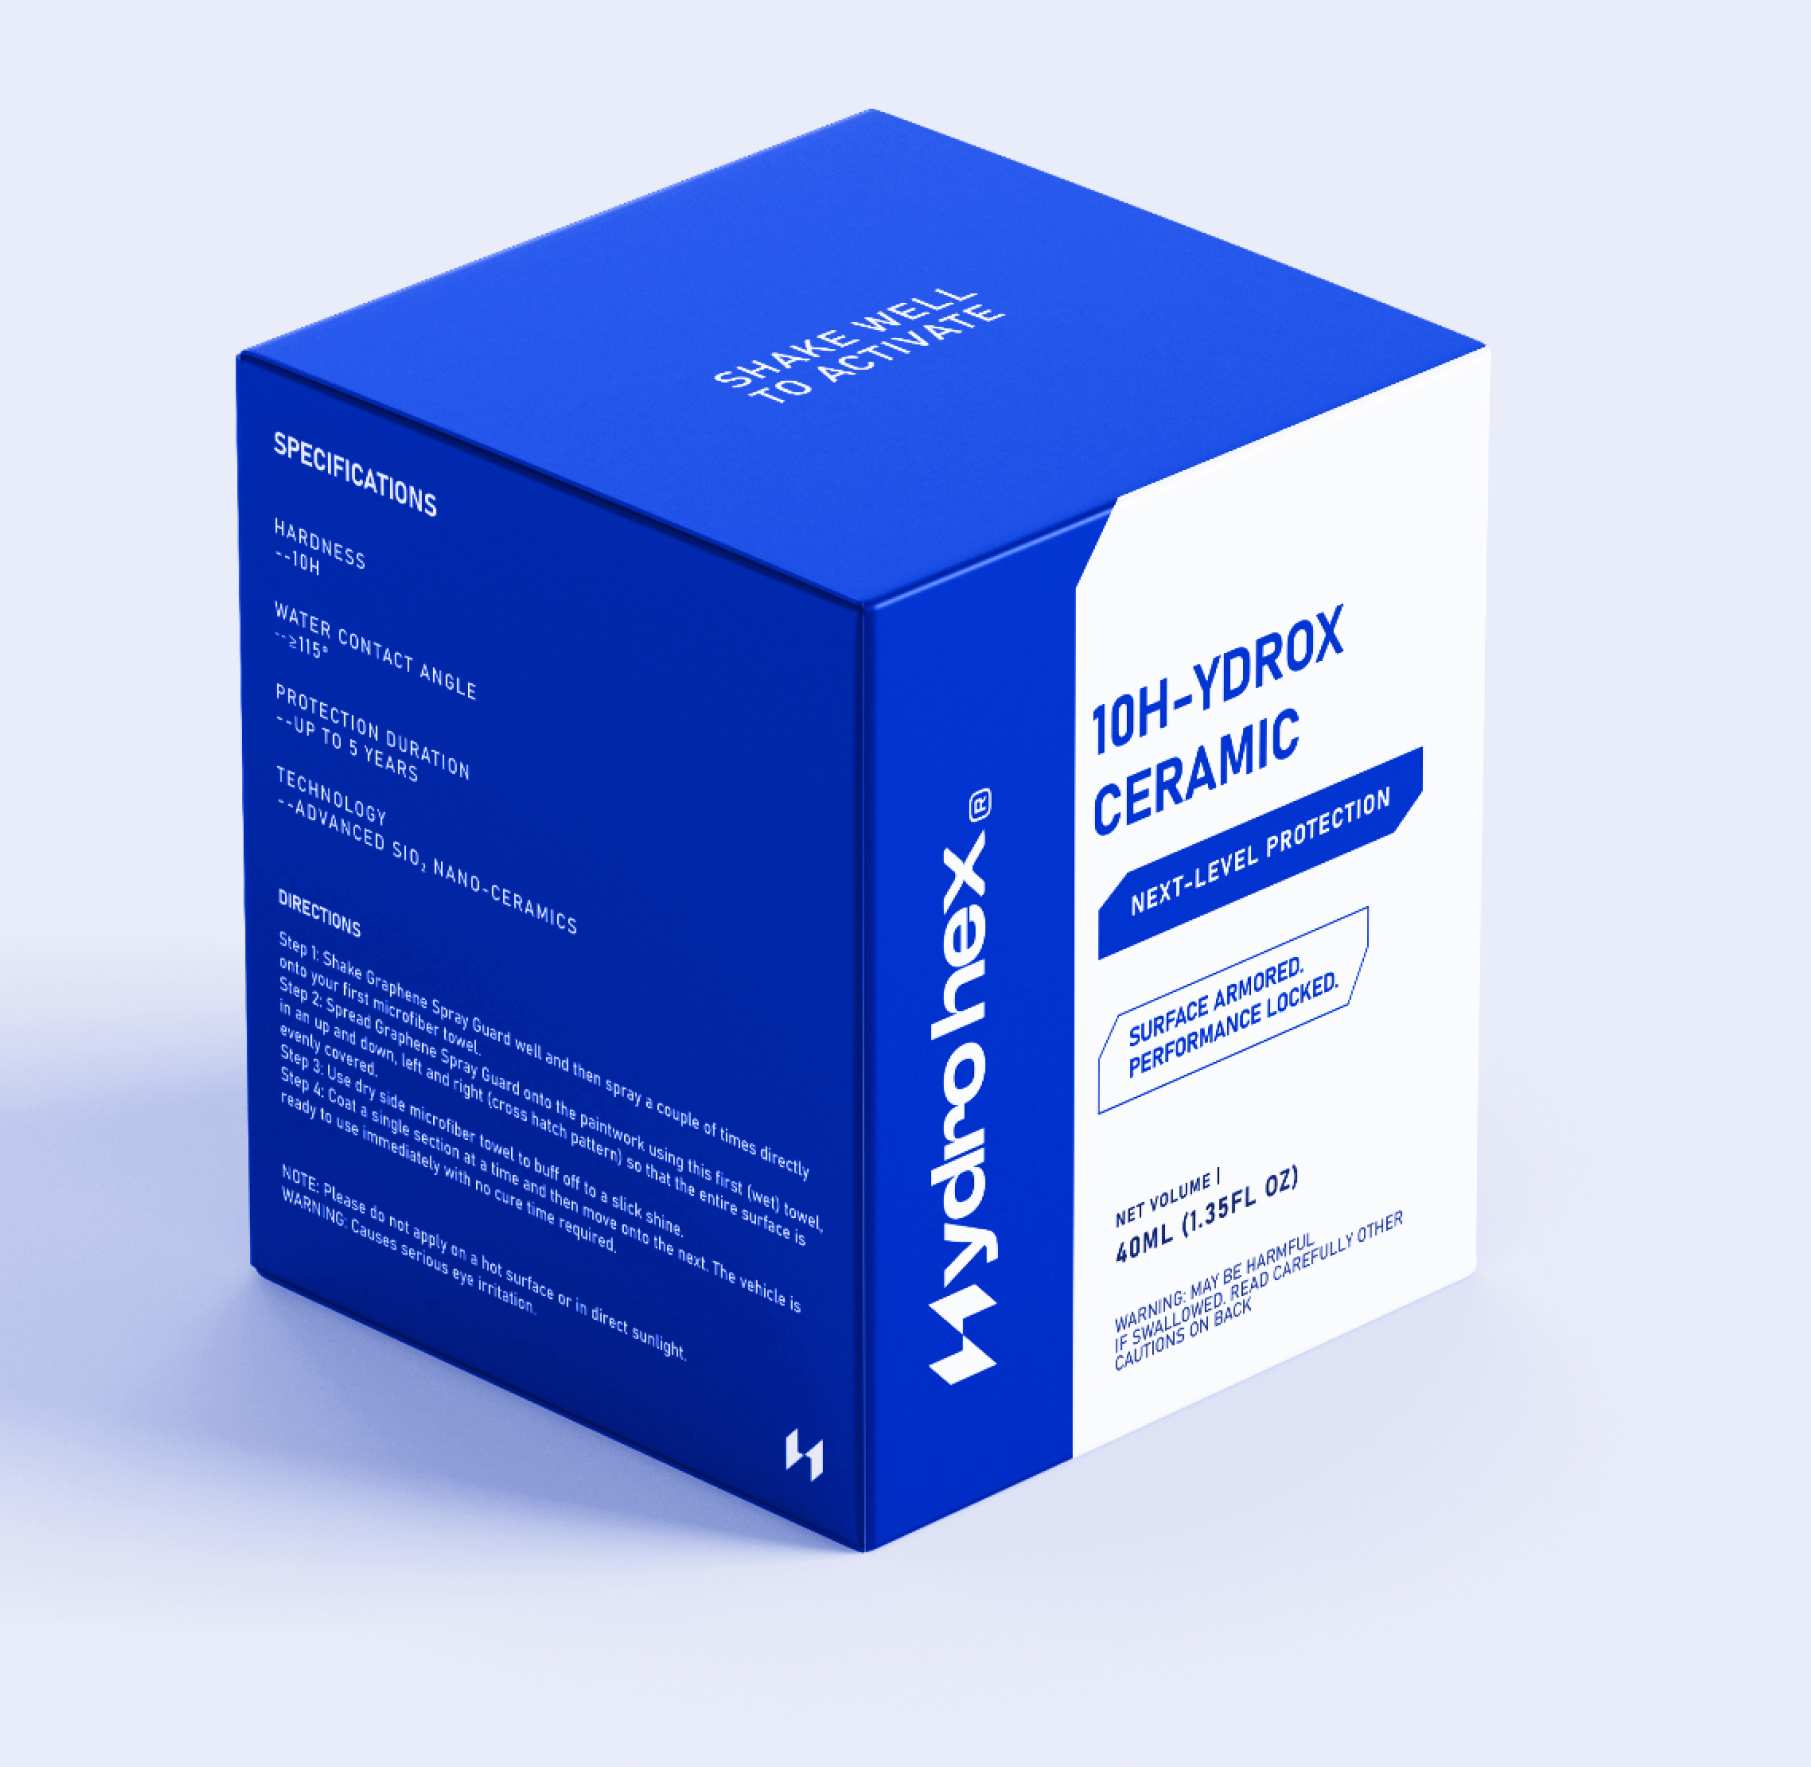 SHAKE WELL
TO ACTIVATE
SPECIFICATIONS
HARDNESS
--10H
WATER CONTACT ANGLE
--≥115°
PROTECTION DURATION
--UP TO 5 YEARS
TECHNOLOGY
--ADVANCED SIO₂ NANO-CERAMICS
DIRECTIONS
Step 1: Shake Graphene Spray Guard well and then spray a couple of times directly
onto your first microfiber towel.
Step 2: Spread Graphene Spray Guard onto the paintwork using this first (wet) towel,
in an up and down, left and right (cross hatch pattern) so that the entire surface is
evenly covered.
Step 3: Use dry side microfiber towel to buff off to a slick shine.
Step 4: Coat a single section at a time and then move onto the next. The vehicle is
ready to use immediately with no cure time required.
NOTE: Please do not apply on a hot surface or in direct sunlight.
WARNING: Causes serious eye irritation.
Hydrohex®
10H-YDROX
CERAMIC
NEXT-LEVEL PROTECTION
SURFACE ARMORED.
PERFORMANCE LOCKED.
NET VOLUME |
40ML (1.35FL OZ)
WARNING: MAY BE HARMFUL
IF SWALLOWED. READ CAREFULLY OTHER
CAUTIONS ON BACK